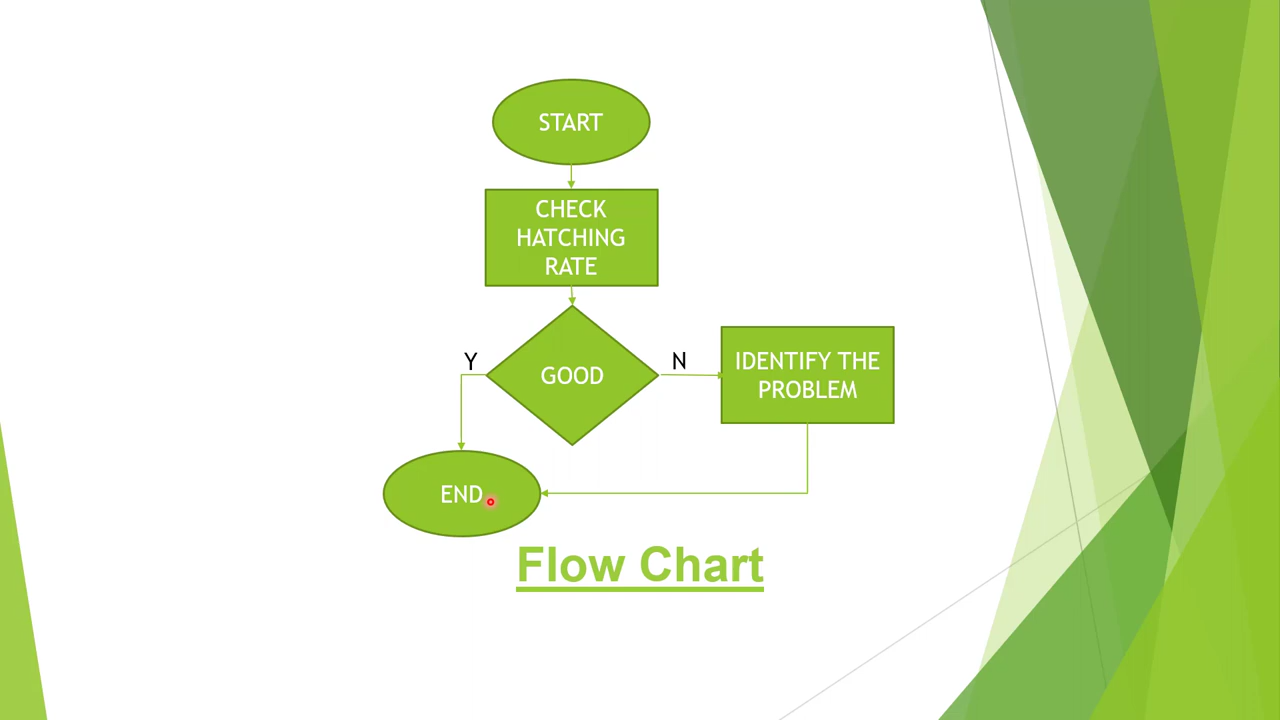 START
CHECK
HATCHING
RATE
Y
GOOD
N
IDENTIFY THE
PROBLEM
END
Flow Chart